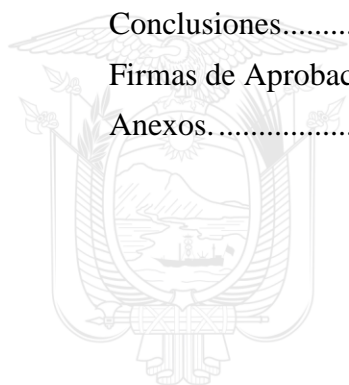 Conclusiones.........
Firmas de Aprobac
Anexos. ..................